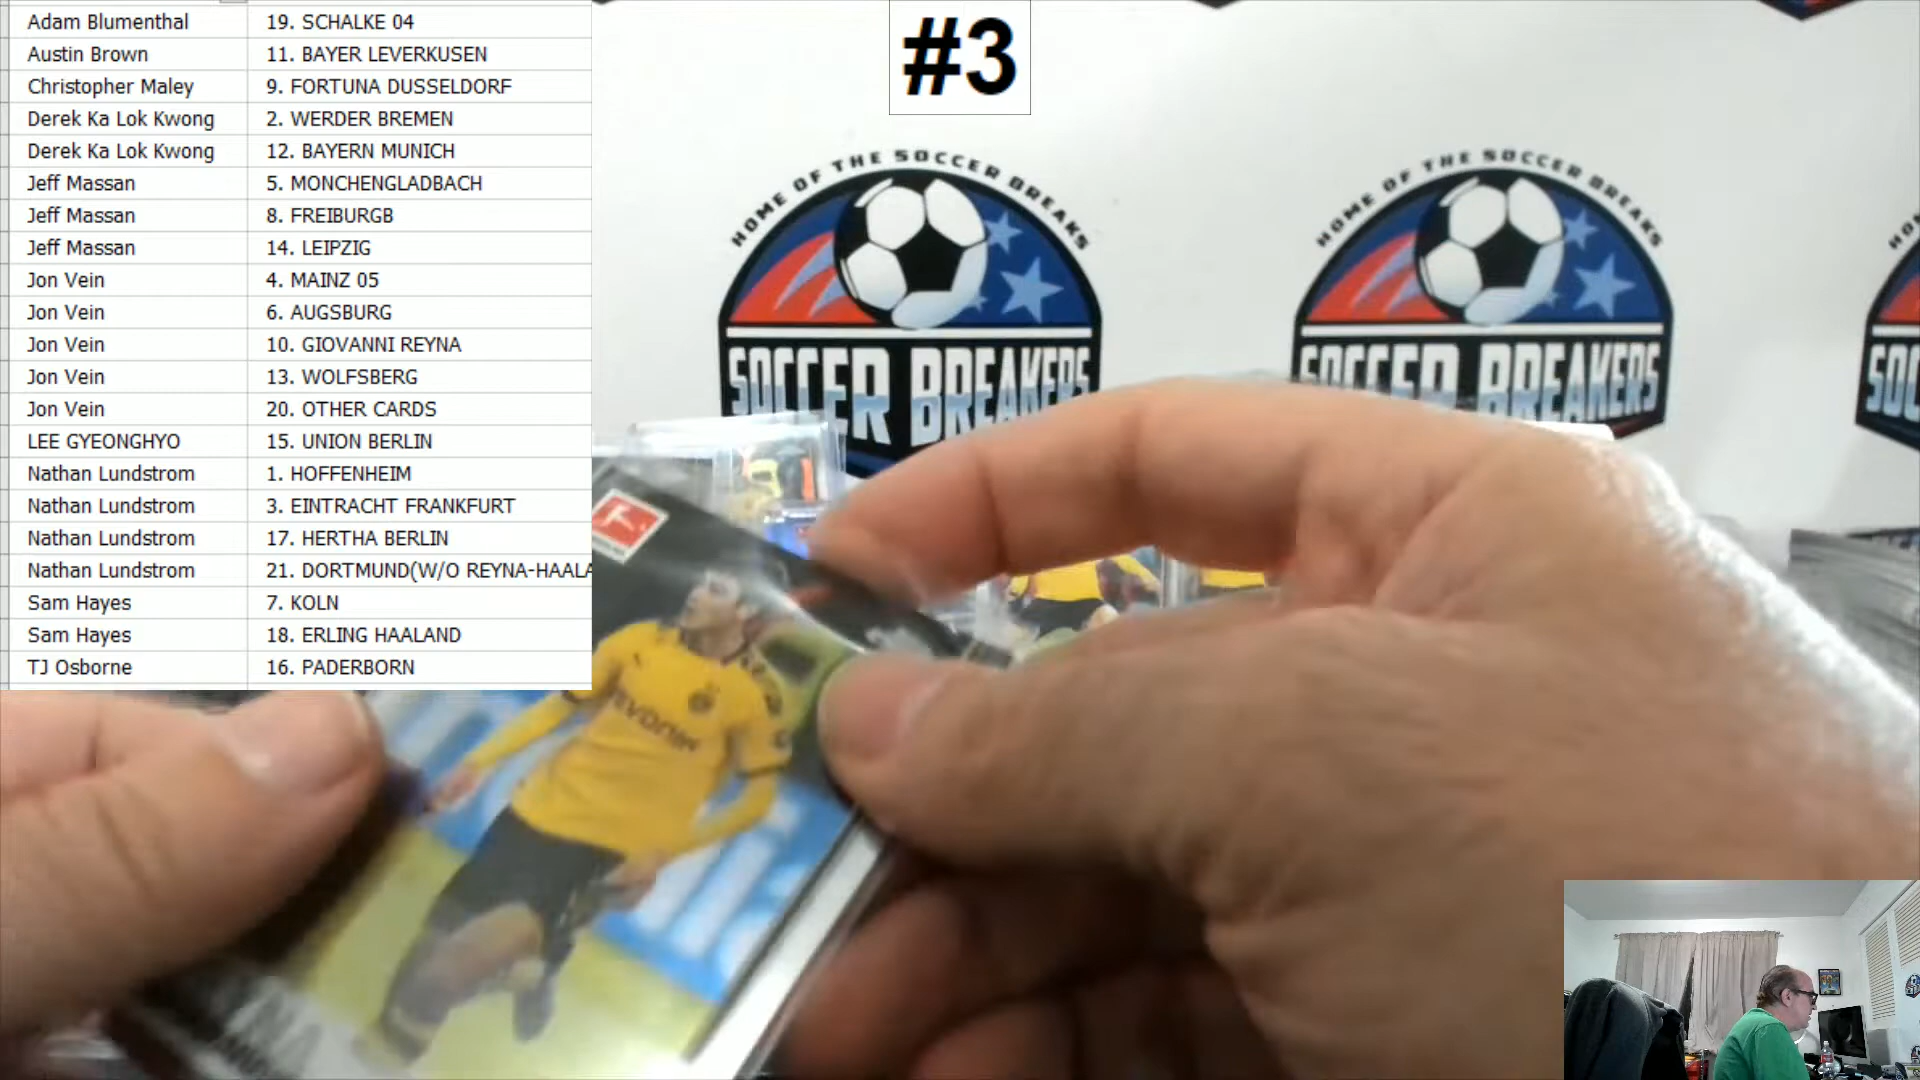 Adam Blumenthal 19. SCHALKE 04
Austin Brown 11. BAYER LEVERKUSEN
Christopher Maley 9. FORTUNA DUSSELDORF
Derek Ka Lok Kwong 2. WERDER BREMEN
Derek Ka Lok Kwong 12. BAYERN MUNICH
Jeff Massan 5. MONCHENGLADBACH
Jeff Massan 8. FREIBURGB
Jeff Massan 14. LEIPZIG
Jon Vein 4. MAINZ 05
Jon Vein 6. AUGSBURG
Jon Vein 10. GIOVANNI REYNA
Jon Vein 13. WOLFSBERG
Jon Vein 20. OTHER CARDS
LEE GYEONGHYO 15. UNION BERLIN
Nathan Lundstrom 1. HOFFENHEIM
Nathan Lundstrom 3. EINTRACHT FRANKFURT
Nathan Lundstrom 17. HERTHA BERLIN
Nathan Lundstrom 21. DORTMUND(W/O REYNA-HAALA
Sam Hayes 7. KOLN
Sam Hayes 18. ERLING HAALAND
TJ Osborne 16. PADERBORN
#3
HOME OF THE SOCCER BREAKS
SOCCER BREAKERS
HOME OF THE SOCCER BREAKS
SOCCER BREAKERS
HO
SOC
EVONIK